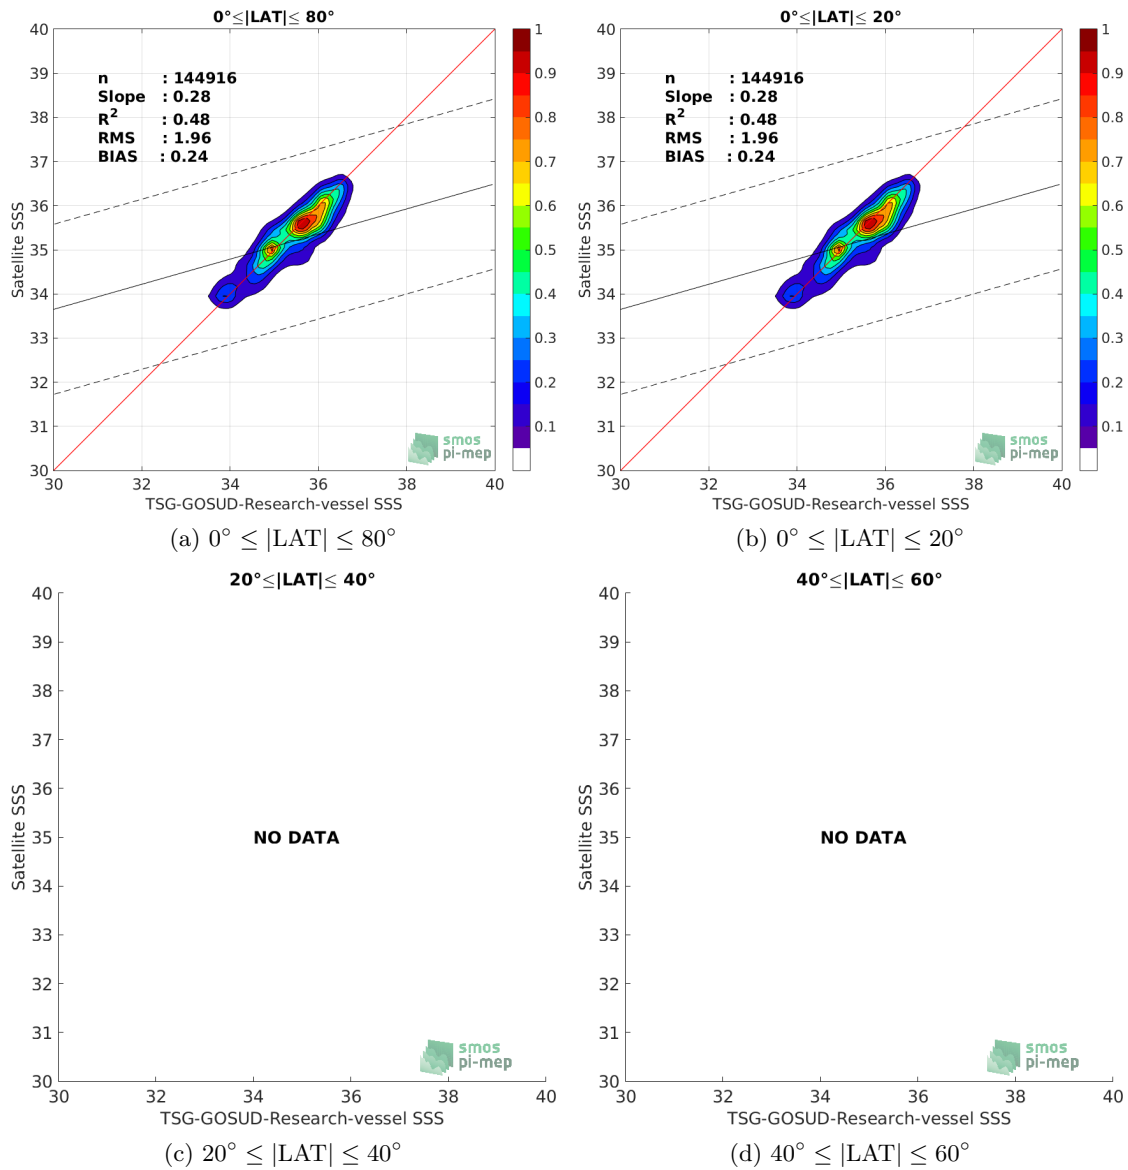 0°≤|LAT|≤ 80°
40
39
38
37
36
35
34
33
32
31
30
Satellite SSS
n : 144916
Slope : 0.28
R2 : 0.48
RMS : 1.96
BIAS : 0.24
1
0.9
0.8
0.7
0.6
0.5
0.4
0.3
0.2
0.1
smos
pi-mep
30 32 34 36 38 40
TSG-GOSUD-Research-vessel SSS
(a) 0° ≤ |LAT| ≤ 80°
0°≤|LAT|≤ 20°
40
39
38
37
36
35
34
33
32
31
30
Satellite SSS
n : 144916
Slope : 0.28
R2 : 0.48
RMS : 1.96
BIAS : 0.24
1
0.9
0.8
0.7
0.6
0.5
0.4
0.3
0.2
0.1
smos
pi-mep
30 32 34 36 38 40
TSG-GOSUD-Research-vessel SSS
(b) 0° ≤ |LAT| ≤ 20°
20°≤|LAT|≤ 40°
40
39
38
37
36
35
34
33
32
31
30
Satellite SSS
NO DATA
smos
pi-mep
30 32 34 36 38 40
TSG-GOSUD-Research-vessel SSS
(c) 20° ≤ |LAT| ≤ 40°
40°≤|LAT|≤ 60°
40
39
38
37
36
35
34
33
32
31
30
Satellite SSS
NO DATA
smos
pi-mep
30 32 34 36 38 40
TSG-GOSUD-Research-vessel SSS
(d) 40° ≤ |LAT| ≤ 60°